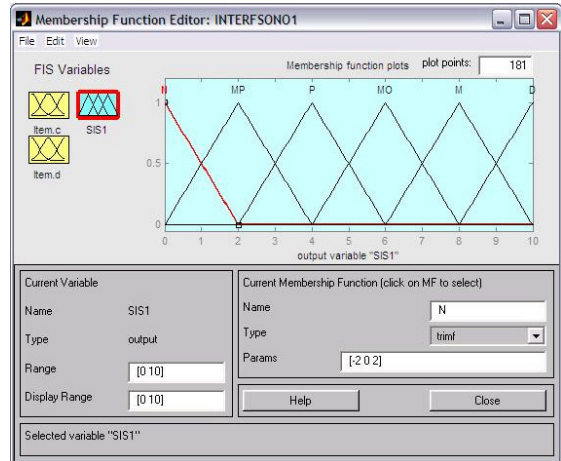 Membership Function Editor: INTERFSONO1
File Edit View
FIS Variables
Membership function plots plot points: 181
Item.c SIS1
Item.d
N MP P MO M D
1
0.5
0
0 1 2 3 4 5 6 7 8 9 10
output variable "SIS1"
Current Variable
Name SIS1
Type output
Range [0 10]
Display Range [0 10]
Current Membership Function (click on MF to select)
Name N
Type trimf
Params [-2 0 2]
Help Close
Selected variable "SIS1"